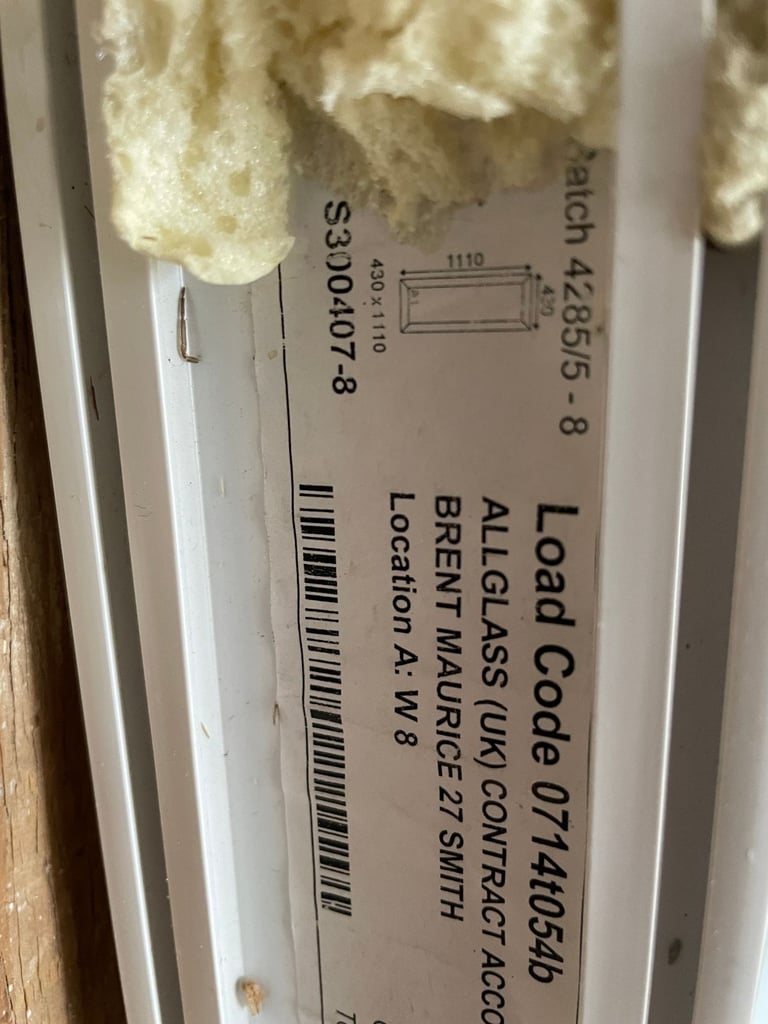 Batch 4285/5 - 8
1110
430
430 x 1110
S300407-8
Load Code 0714t054b
ALLGLASS (UK) CONTRACT ACCO
BRENT MAURICE 27 SMITH
Location A: W 8